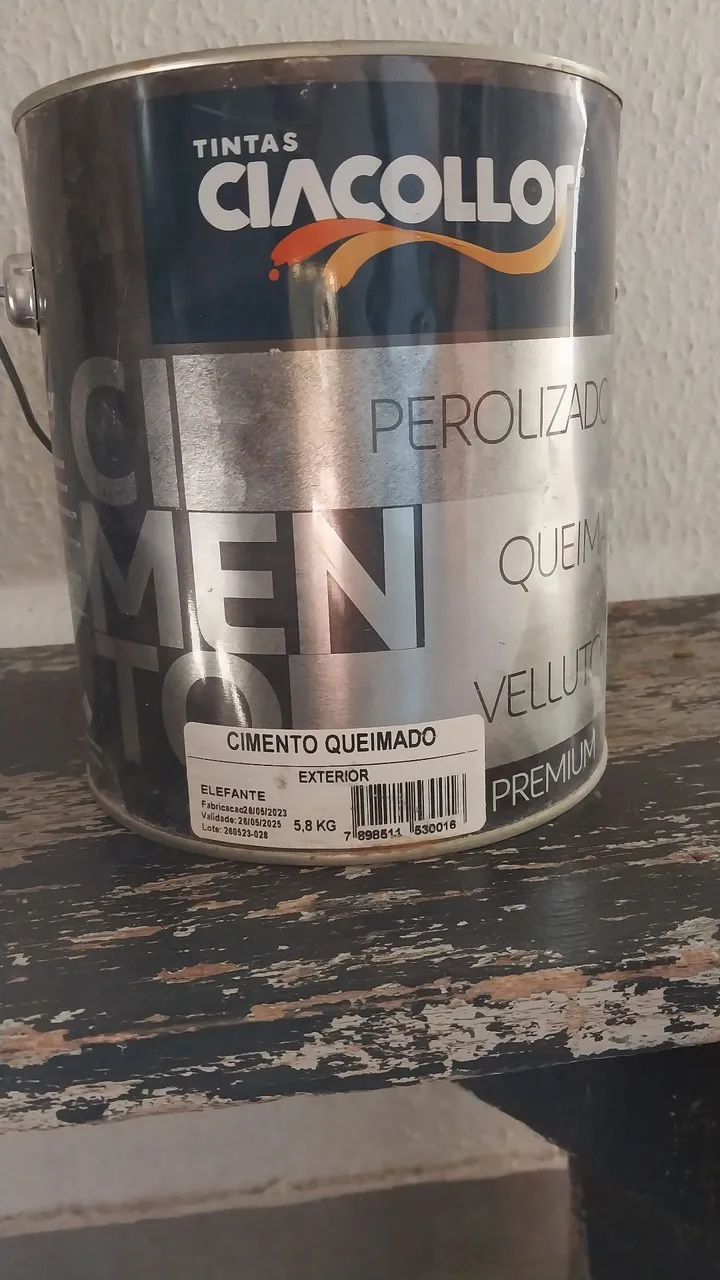 TINTAS
CIACOLLOR
PEROLIZADO
CI
MEN
TO
QUEIM
VELLUTO
PREMIUM
CIMENTO QUEIMADO
EXTERIOR
ELEFANTE
Fabricacao26/05/2023
Validade: 26/05/2025
Lote: 260523-028
5,8 KG
7 898511 530016